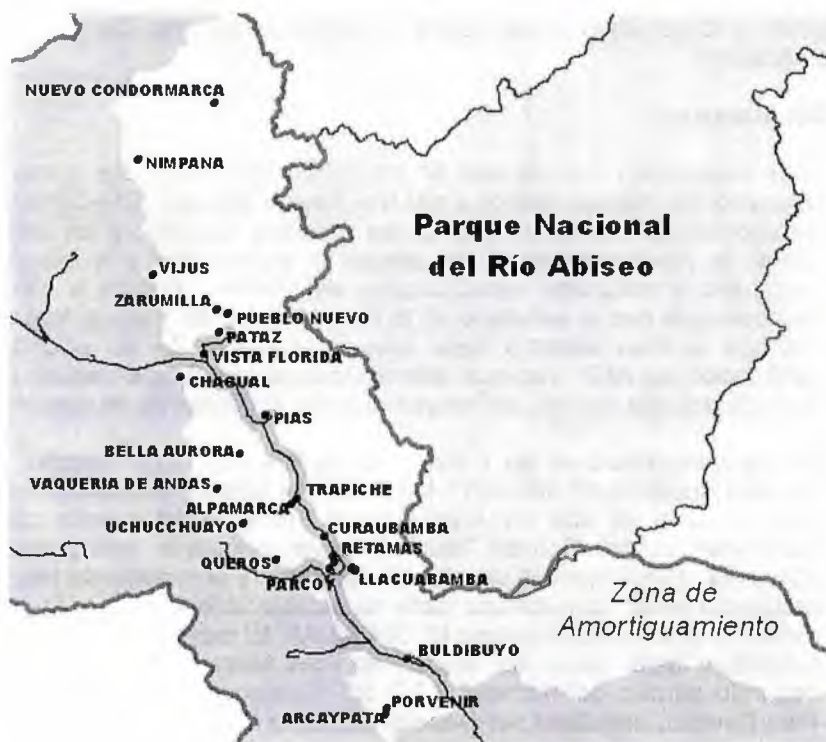 NUEVO CONDORMARCA
NIMPANA
Parque Nacional
del Río Abiseo
VIJUS
ZARUMILLA
PUEBLO NUEVO
PATAZ
VISTA FLORIDA
CHAGUAL
PIAS
BELLA AURORA
VAQUERIA DE ANDAS
TRAPICHE
ALPAMARCA
UCHUCCHUAYO
CURAUBAMBA
RETAMAS
QUEROS
PARCOY
LLACUABAMBA
Zona de
Amortiguamiento
BULDIBUYO
PORVENIR
ARCAYPATA